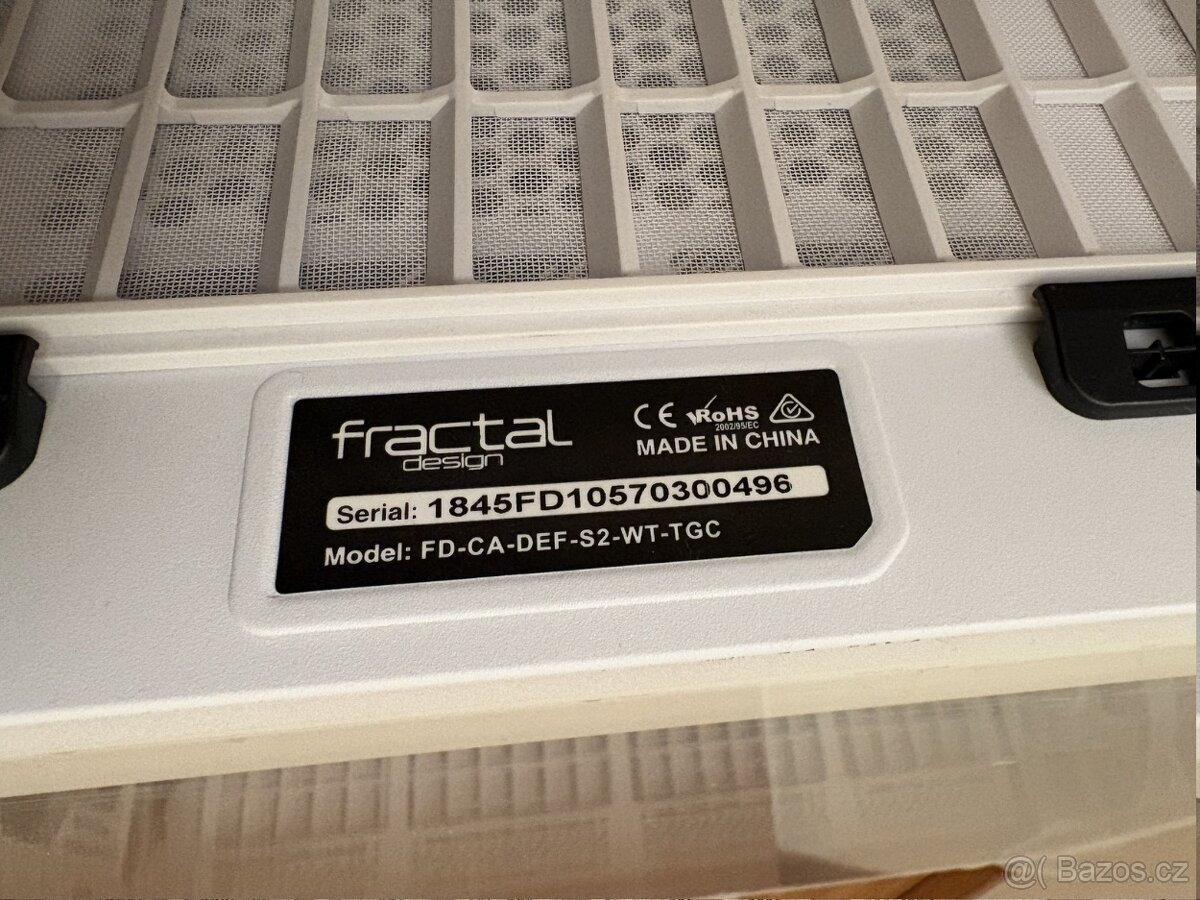 fractal
design
CE RoHS
2002/95/EC
MADE IN CHINA
Serial: 1845FD10570300496
Model: FD-CA-DEF-S2-WT-TGC
@( Bazos.cz